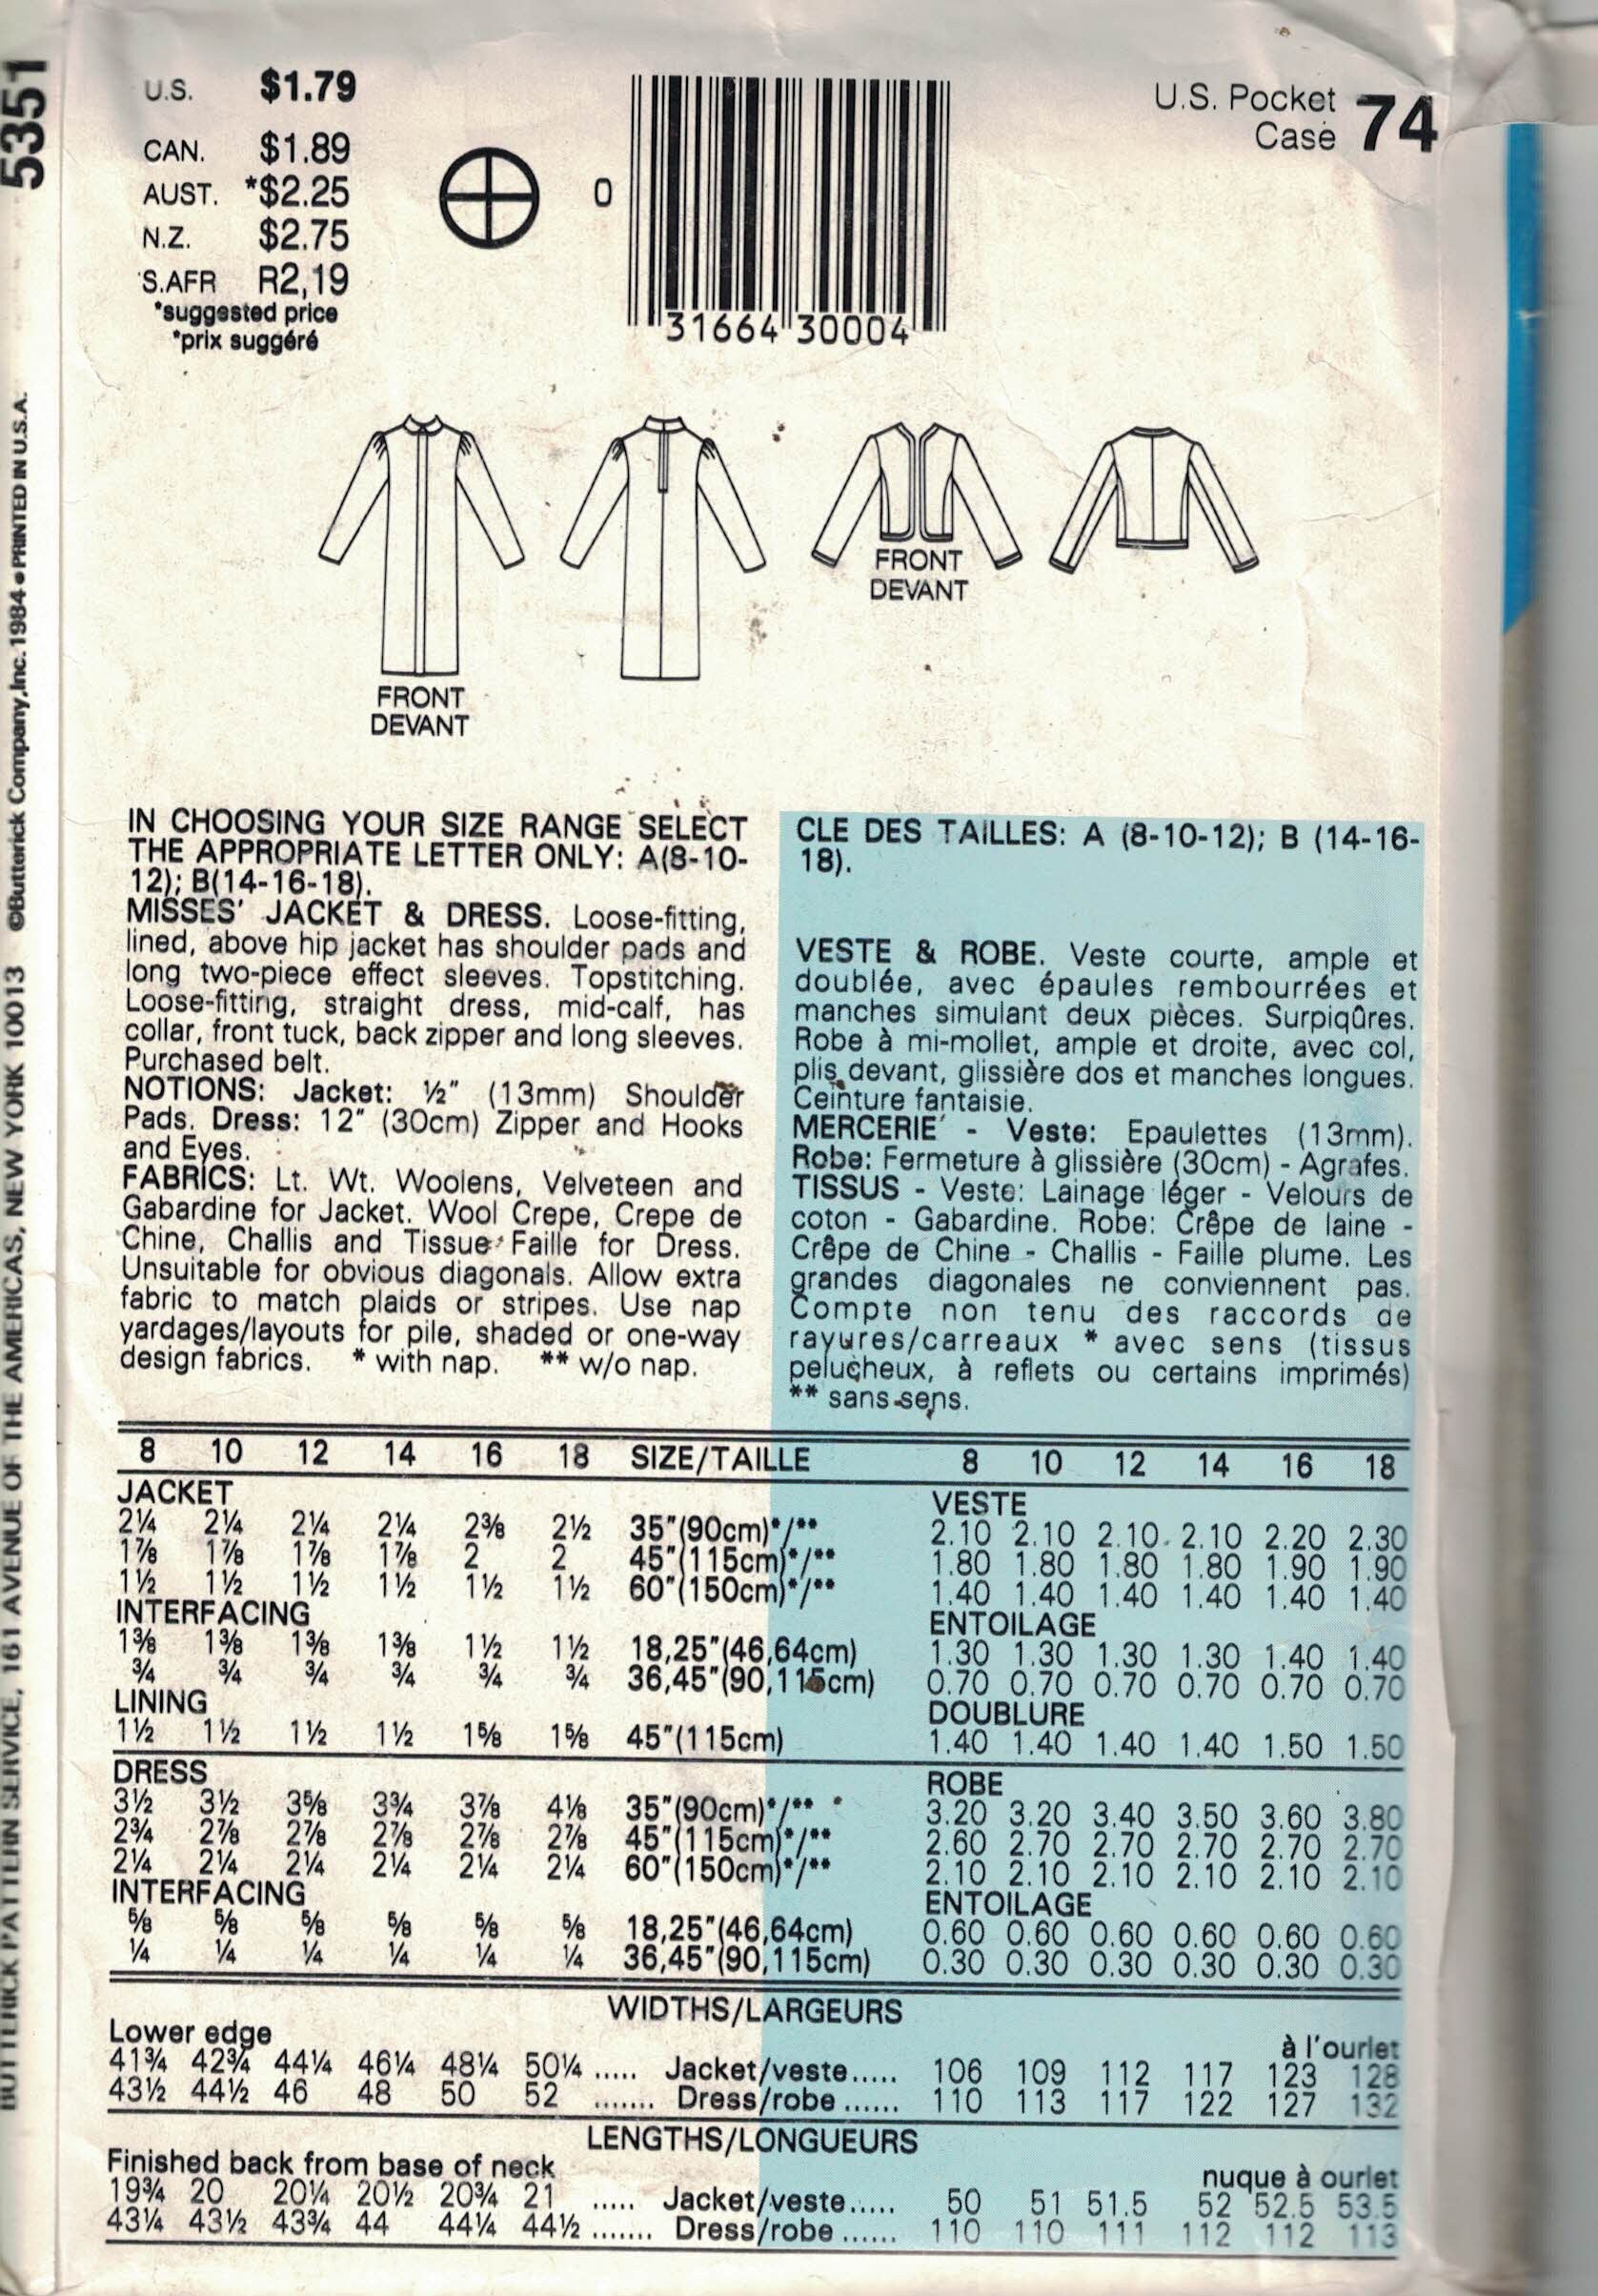 5351
U.S. $1.79
CAN. $1.89
AUST. *$2.25
N.Z. $2.75
S.AFR R2,19
*suggested price
*prix suggéré
0
31664 30004
U.S. Pocket
Case 74
FRONT
DEVANT
FRONT
DEVANT
IN CHOOSING YOUR SIZE RANGE SELECT
THE APPROPRIATE LETTER ONLY: A(8-10-
12); B(14-16-18).
MISSES' JACKET & DRESS. Loose-fitting,
lined, above hip jacket has shoulder pads and
long two-piece effect sleeves. Topstitching.
Loose-fitting, straight dress, mid-calf, has
collar, front tuck, back zipper and long sleeves.
Purchased belt.
NOTIONS: Jacket: ½" (13mm) Shoulder
Pads. Dress: 12" (30cm) Zipper and Hooks
and Eyes.
FABRICS: Lt. Wt. Woolens, Velveteen and
Gabardine for Jacket. Wool Crepe, Crepe de
Chine, Challis and Tissue Faille for Dress.
Unsuitable for obvious diagonals. Allow extra
fabric to match plaids or stripes. Use nap
yardages/layouts for pile, shaded or one-way
design fabrics. * with nap. ** w/o nap.
CLE DES TAILLES: A (8-10-12); B (14-16-
18).
VESTE & ROBE. Veste courte, ample et
doublée, avec épaules rembourrées et
manches simulant deux pièces. Surpiqûres.
Robe à mi-mollet, ample et droite, avec col,
plis devant, glissière dos et manches longues.
Ceinture fantaisie.
MERCERIE - Veste: Epaulettes (13mm).
Robe: Fermeture à glissière (30cm) - Agrafes.
TISSUS - Veste: Lainage léger - Velours de
coton - Gabardine. Robe: Crêpe de laine -
Crêpe de Chine - Challis - Faille plume. Les
grandes diagonales ne conviennent pas.
Compte non tenu des raccords de
rayures/carreaux * avec sens (tissus
pelucheux, à reflets ou certains imprimés)
** sans sens.
8 10 12 14 16 18 SIZE/TAILLE 8 10 12 14 16 18
JACKET VESTE
2¼ 2¼ 2¼ 2¼ 2⅜ 2½ 35"(90cm)*/** 2.10 2.10 2.10 2.10 2.20 2.30
1⅞ 1⅞ 1⅞ 1⅞ 2 2 45"(115cm)*/** 1.80 1.80 1.80 1.80 1.90 1.90
1½ 1½ 1½ 1½ 1½ 1½ 60"(150cm)*/** 1.40 1.40 1.40 1.40 1.40 1.40
INTERFACING ENTOILAGE
1⅜ 1⅜ 1⅜ 1⅜ 1½ 1½ 18,25"(46,64cm) 1.30 1.30 1.30 1.30 1.40 1.40
¾ ¾ ¾ ¾ ¾ ¾ 36,45"(90,115cm) 0.70 0.70 0.70 0.70 0.70 0.70
LINING DOUBLURE
1½ 1½ 1½ 1½ 1⅝ 1⅝ 45"(115cm) 1.40 1.40 1.40 1.40 1.50 1.50
DRESS ROBE
3½ 3½ 3⅝ 3¾ 3⅞ 4⅛ 35"(90cm)*/** 3.20 3.20 3.40 3.50 3.60 3.80
2¾ 2⅞ 2⅞ 2⅞ 2⅞ 2⅞ 45"(115cm)*/** 2.60 2.70 2.70 2.70 2.70 2.70
2¼ 2¼ 2¼ 2¼ 2¼ 2¼ 60"(150cm)*/** 2.10 2.10 2.10 2.10 2.10 2.10
INTERFACING ENTOILAGE
⅝ ⅝ ⅝ ⅝ ⅝ ⅝ 18,25"(46,64cm) 0.60 0.60 0.60 0.60 0.60 0.60
¼ ¼ ¼ ¼ ¼ ¼ 36,45"(90,115cm) 0.30 0.30 0.30 0.30 0.30 0.30
WIDTHS/LARGEURS
Lower edge à l'ourlet
41¾ 42¾ 44¼ 46¼ 48¼ 50¼ ..... Jacket/veste..... 106 109 112 117 123 128
43½ 44½ 46 48 50 52 ....... Dress/robe ...... 110 113 117 122 127 132
LENGTHS/LONGUEURS
Finished back from base of neck nuque à ourlet
19¾ 20 20¼ 20½ 20¾ 21 ..... Jacket/veste..... 50 51 51.5 52 52.5 53.5
43¼ 43½ 43¾ 44 44¼ 44½ ....... Dress/robe ...... 110 110 111 112 112 113
BUTTERICK PATTERN SERVICE, 161 AVENUE OF THE AMERICAS, NEW YORK 10013 ©Butterick Company, Inc. 1984 • PRINTED IN U.S.A.